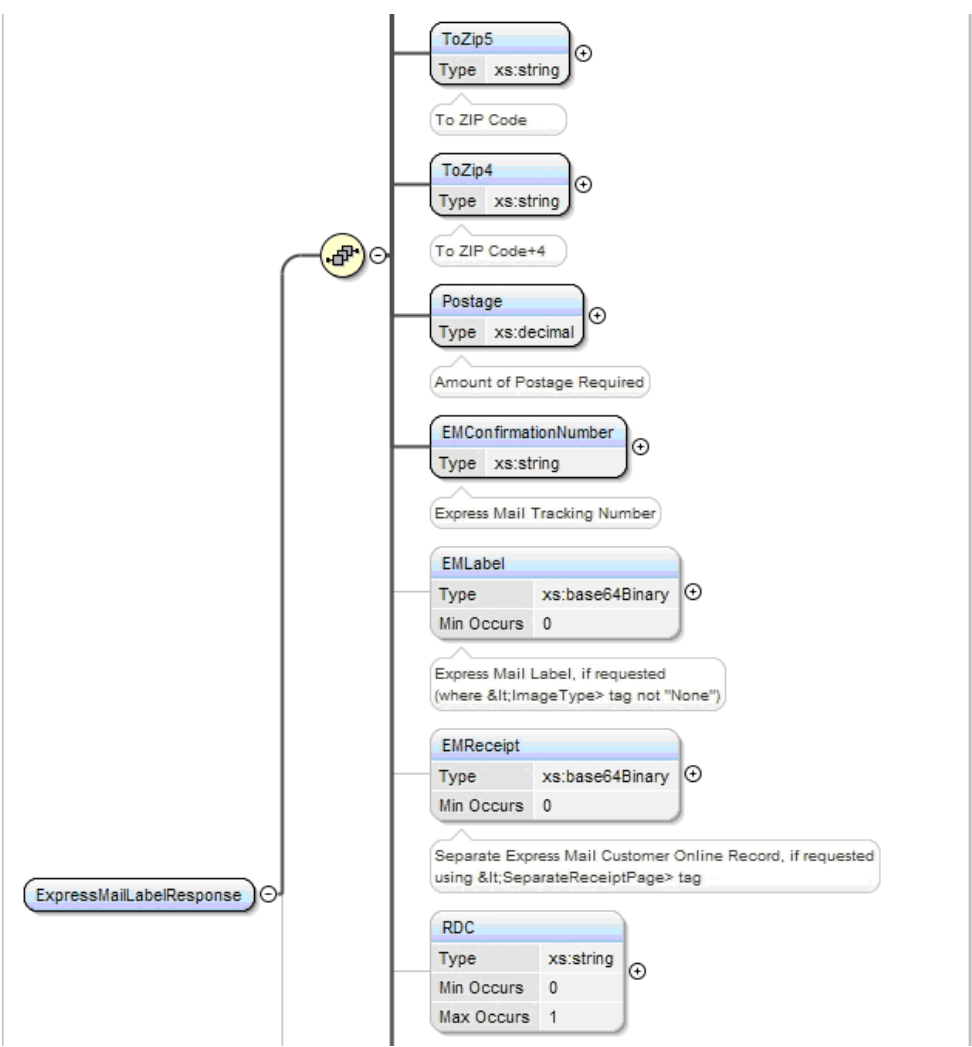 ToZip5
Type xs:string
To ZIP Code
ToZip4
Type xs:string
To ZIP Code+4
Postage
Type xs:decimal
Amount of Postage Required
EMConfirmationNumber
Type xs:string
Express Mail Tracking Number
EMLabel
Type xs:base64Binary
Min Occurs 0
Express Mail Label, if requested
(where &lt;ImageType> tag not "None")
EMReceipt
Type xs:base64Binary
Min Occurs 0
Separate Express Mail Customer Online Record, if requested
using &lt;SeparateReceiptPage> tag
ExpressMailLabelResponse
RDC
Type xs:string
Min Occurs 0
Max Occurs 1